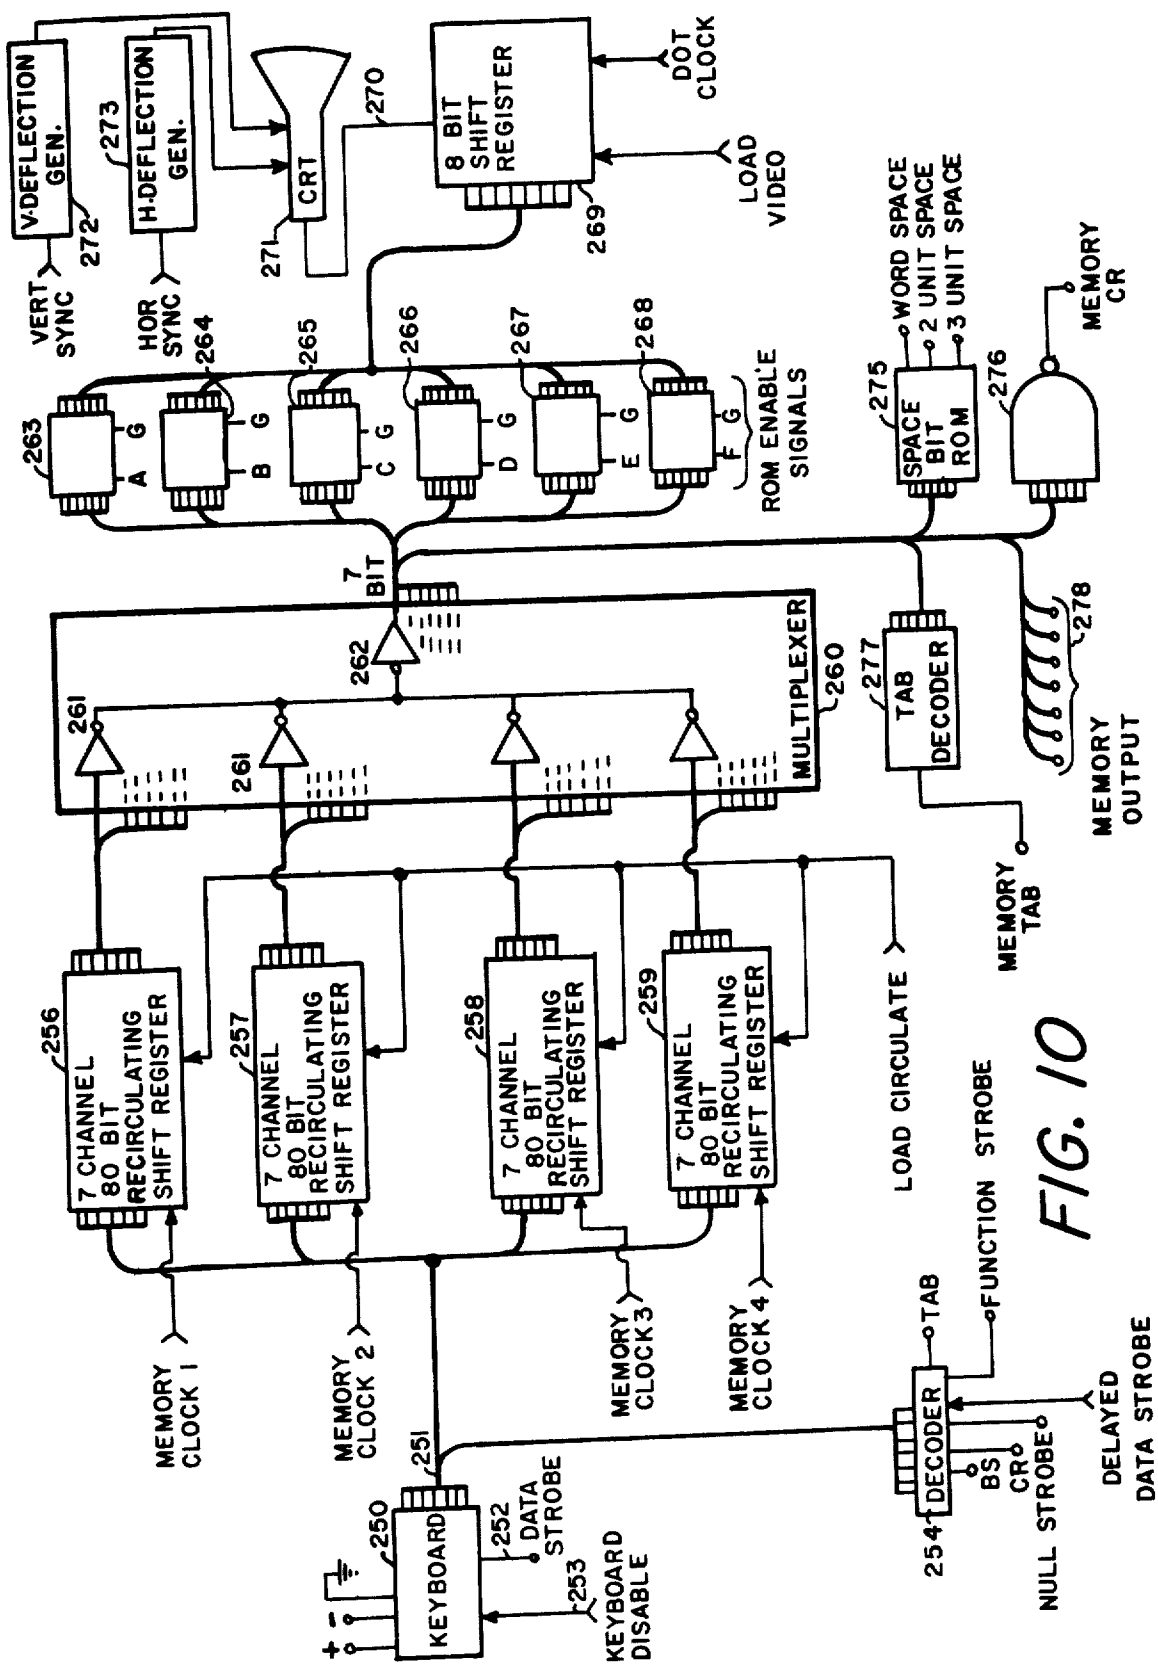 +
-
250
KEYBOARD
251
252
DATA
STROBE
253
KEYBOARD
DISABLE
MEMORY
CLOCK 1
MEMORY
CLOCK 2
MEMORY
CLOCK 3
MEMORY
CLOCK 4
254
DECODER
TAB
FUNCTION STROBE
BS
CR
NULL STROBE
DELAYED
DATA STROBE
256
7 CHANNEL
80 BIT
RECIRCULATING
SHIFT REGISTER
257
7 CHANNEL
80 BIT
RECIRCULATING
SHIFT REGISTER
258
7 CHANNEL
80 BIT
RECIRCULATING
SHIFT REGISTER
259
7 CHANNEL
80 BIT
RECIRCULATING
SHIFT REGISTER
LOAD CIRCULATE
261
261
262
7
BIT
MULTIPLEXER
260
263
A
G
264
B
G
265
C
G
266
D
G
267
E
G
268
F
G
ROM ENABLE
SIGNALS
VERT
SYNC
V-DEFLECTION
GEN.
272
HOR
SYNC
H-DEFLECTION
GEN.
273
CRT
271
270
8
BIT
SHIFT
REGISTER
269
LOAD
VIDEO
DOT
CLOCK
275
SPACE
BIT
ROM
WORD SPACE
2 UNIT SPACE
3 UNIT SPACE
276
MEMORY
CR
277
TAB
DECODER
MEMORY
TAB
278
MEMORY
OUTPUT
FIG. 10